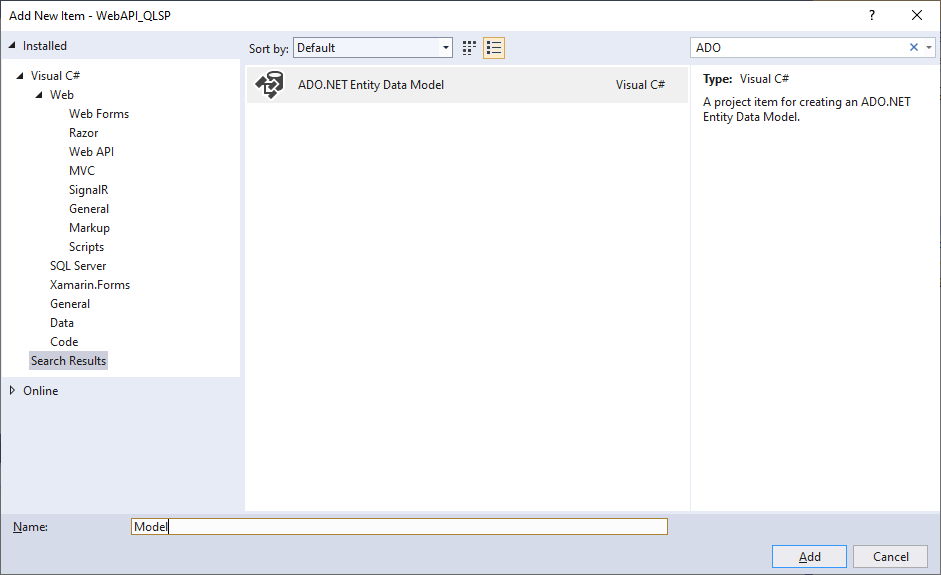 Add New Item - WebAPI_QLSP
?
Installed
Sort by: Default
ADO
Visual C#
Web
Web Forms
Razor
Web API
MVC
SignalR
General
Markup
Scripts
SQL Server
Xamarin.Forms
General
Data
Code
Search Results
Online
ADO.NET Entity Data Model Visual C#
Type: Visual C#
A project item for creating an ADO.NET
Entity Data Model.
Name: Model
Add Cancel